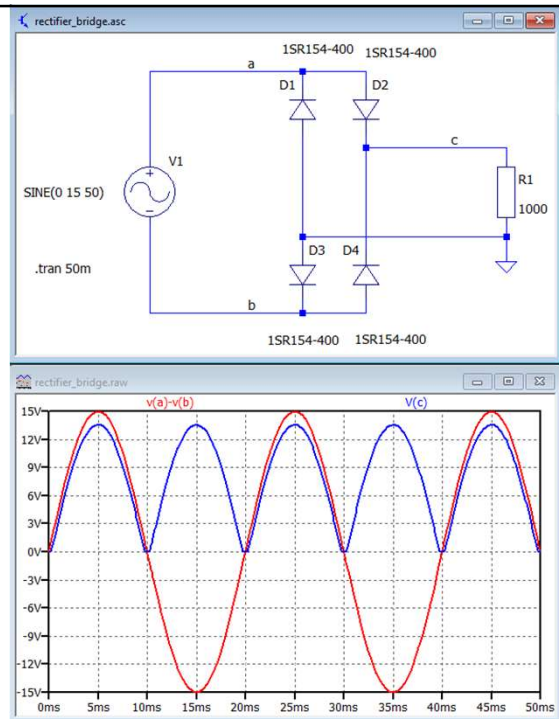 rectifier_bridge.asc
1SR154-400 1SR154-400
a
D1 D2
V1
c
SINE(0 15 50)
R1
1000
D3 D4
.tran 50m
b
1SR154-400 1SR154-400
rectifier_bridge.raw
v(a)-v(b) V(c)
15V
12V
9V
6V
3V
0V
-3V
-6V
-9V
-12V
-15V
0ms 5ms 10ms 15ms 20ms 25ms 30ms 35ms 40ms 45ms 50ms